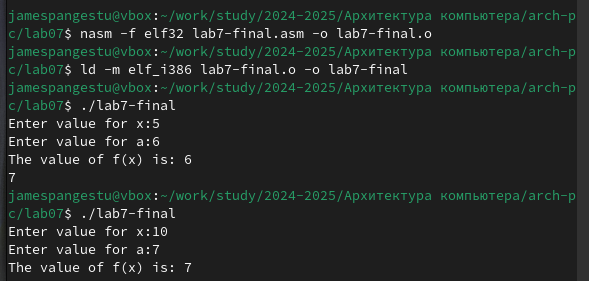 jamespangestu@vbox:~/work/study/2024-2025/Архитектура компьютера/arch-p
c/lab07$ nasm -f elf32 lab7-final.asm -o lab7-final.o
jamespangestu@vbox:~/work/study/2024-2025/Архитектура компьютера/arch-p
c/lab07$ ld -m elf_i386 lab7-final.o -o lab7-final
jamespangestu@vbox:~/work/study/2024-2025/Архитектура компьютера/arch-p
c/lab07$ ./lab7-final
Enter value for x:5
Enter value for a:6
The value of f(x) is: 6
7
jamespangestu@vbox:~/work/study/2024-2025/Архитектура компьютера/arch-p
c/lab07$ ./lab7-final
Enter value for x:10
Enter value for a:7
The value of f(x) is: 7